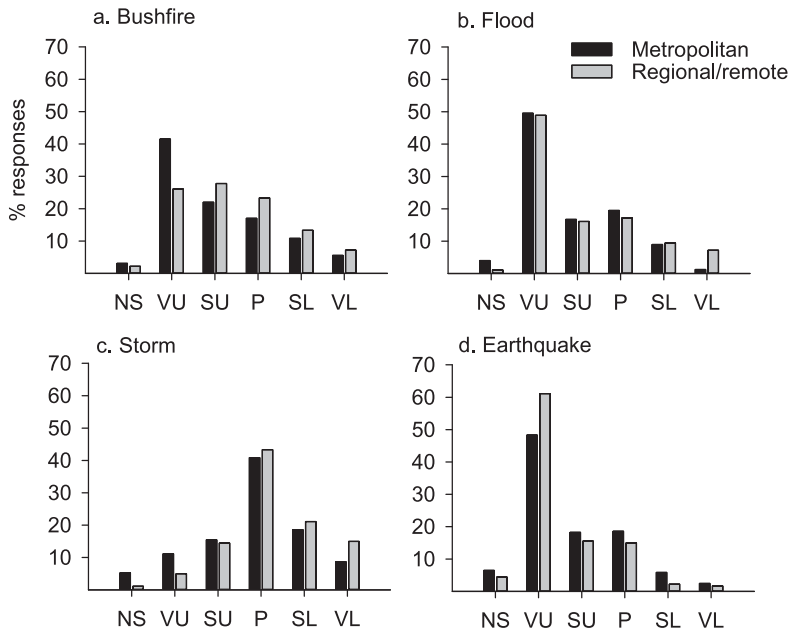 a. Bushfire
70
60
50
40
30
20
10
% responses
NS VU SU P SL VL
b. Flood
Metropolitan
Regional/remote
70
60
50
40
30
20
10
NS VU SU P SL VL
c. Storm
70
60
50
40
30
20
10
NS VU SU P SL VL
d. Earthquake
70
60
50
40
30
20
10
NS VU SU P SL VL